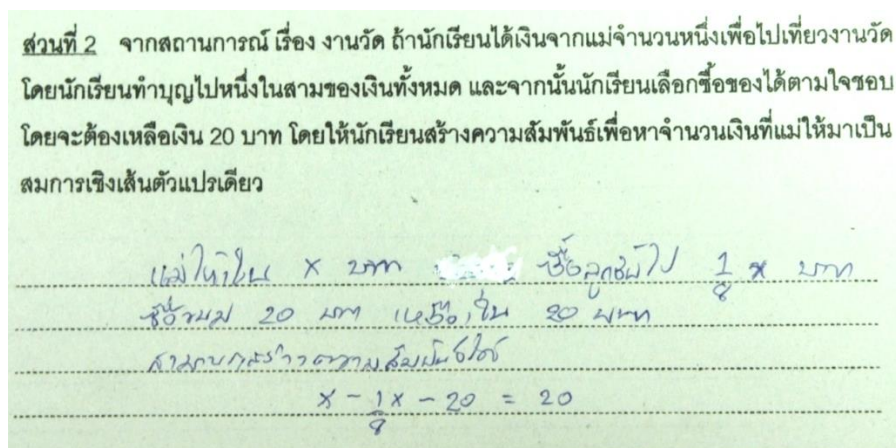 ส่วนที่ 2 จากสถานการณ์ เรื่อง งานวัด ถ้านักเรียนได้เงินจากแม่จำนวนหนึ่งเพื่อไปเที่ยวงานวัด
โดยนักเรียนทำบุญไปหนึ่งในสามของเงินทั้งหมด และจากนั้นนักเรียนเลือกซื้อของได้ตามใจชอบ
โดยจะต้องเหลือเงิน 20 บาท โดยให้นักเรียนสร้างความสัมพันธ์เพื่อหาจำนวนเงินที่แม่ให้มาเป็น
สมการเชิงเส้นตัวแปรเดียว
แม่ให้เงิน x บาท ซื้อลูกชิ้นไป 1/8 x บาท
ซื้อขนม 20 บาท เหลือเงิน 20 บาท
สามารถสร้างความสัมพันธ์ได้
x - 1/8 x - 20 = 20